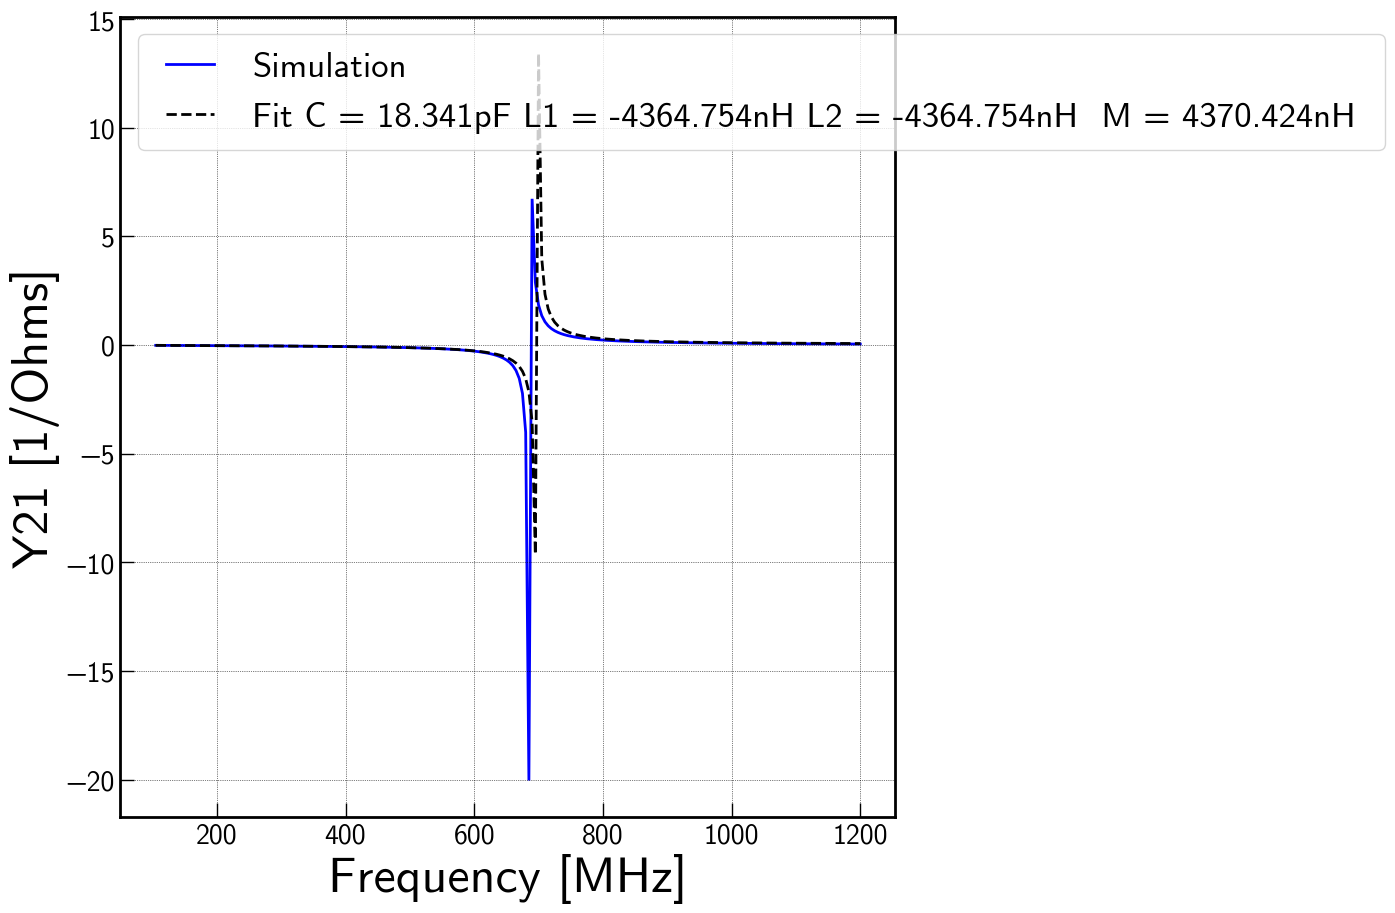 15
Simulation
Fit C = 18.341pF L1 = -4364.754nH L2 = -4364.754nH M = 4370.424nH
10
5
0
−5
−10
−15
−20
Y21 [1/Ohms]
200 400 600 800 1000 1200
Frequency [MHz]